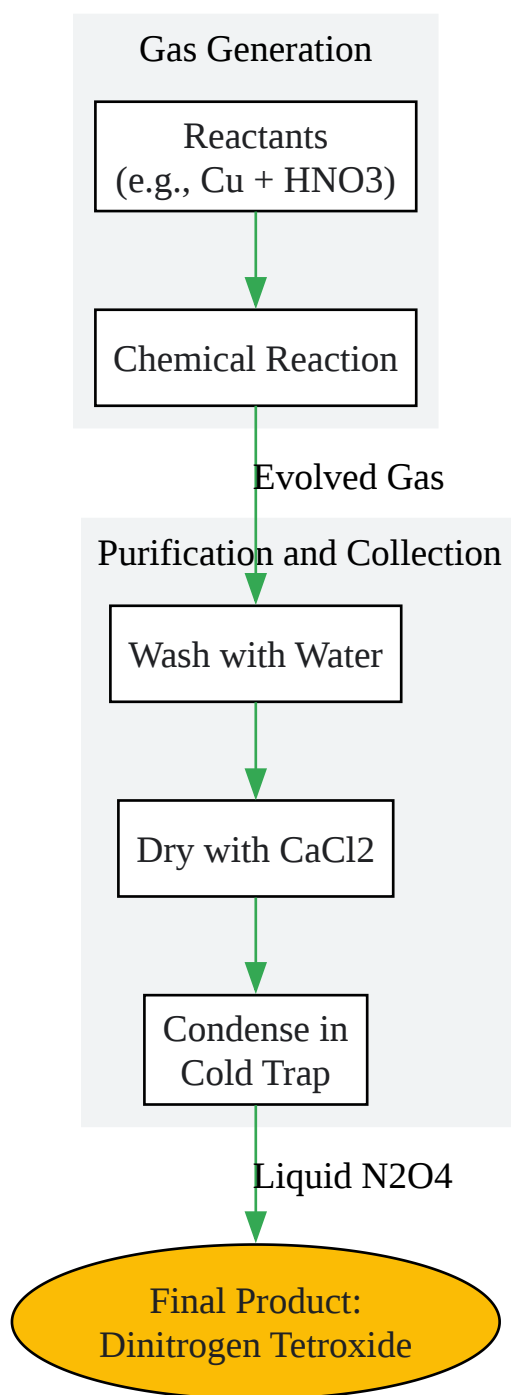 Gas Generation
Reactants
(e.g., Cu + HNO3)
Chemical Reaction
Evolved Gas
Purification and Collection
Wash with Water
Dry with CaCl2
Condense in
Cold Trap
Liquid N2O4
Final Product:
Dinitrogen Tetroxide